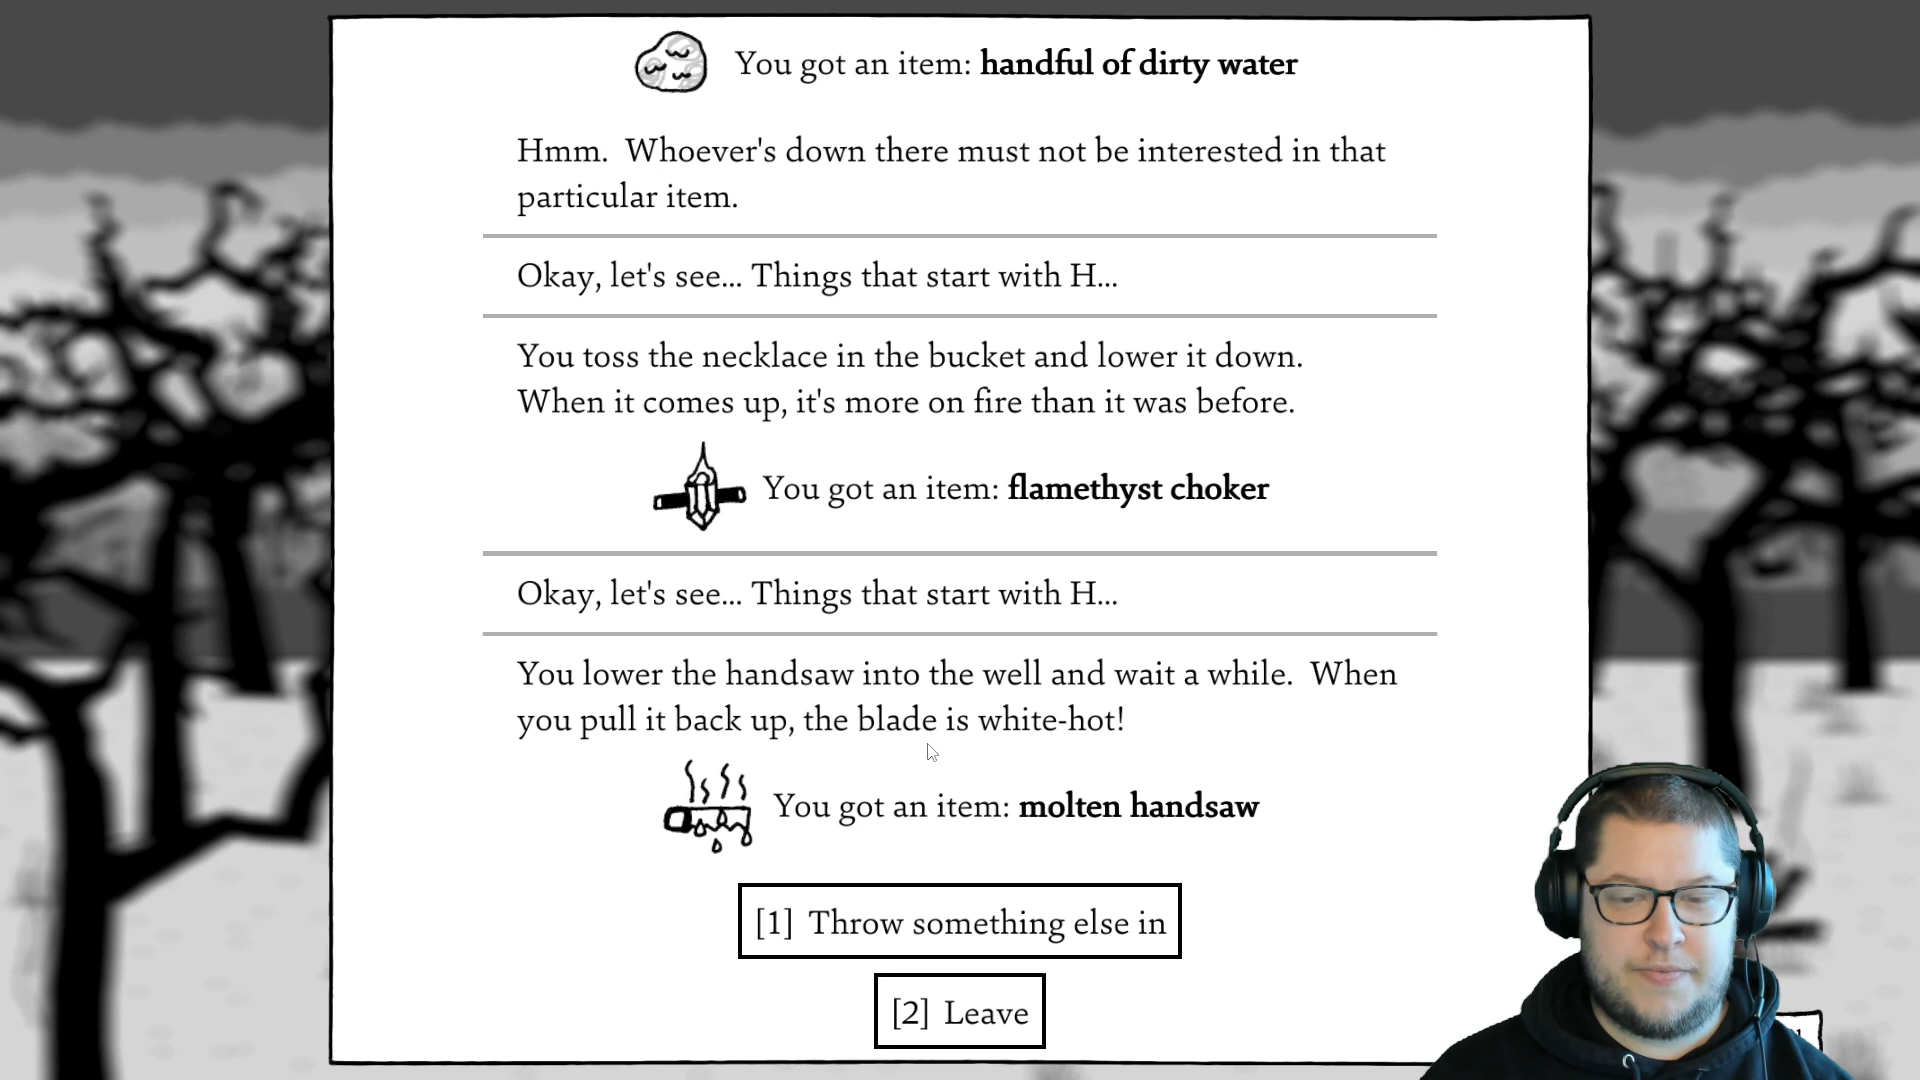 You got an item: handful of dirty water
Hmm.  Whoever's down there must not be interested in that
particular item.
Okay, let's see... Things that start with H...
You toss the necklace in the bucket and lower it down.
When it comes up, it's more on fire than it was before.
You got an item: flamethyst choker
Okay, let's see... Things that start with H...
You lower the handsaw into the well and wait a while.  When
you pull it back up, the blade is white-hot!
You got an item: molten handsaw
[1]  Throw something else in
[2]  Leave